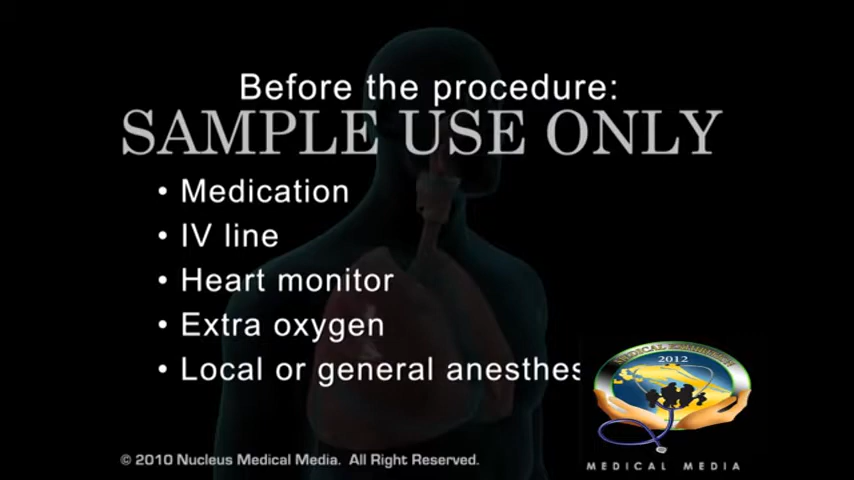 Before the procedure:
SAMPLE USE ONLY
• Medication
• IV line
• Heart monitor
• Extra oxygen
• Local or general anesthes
© 2010 Nucleus Medical Media. All Right Reserved.
2012
MEDICAL MEDIA